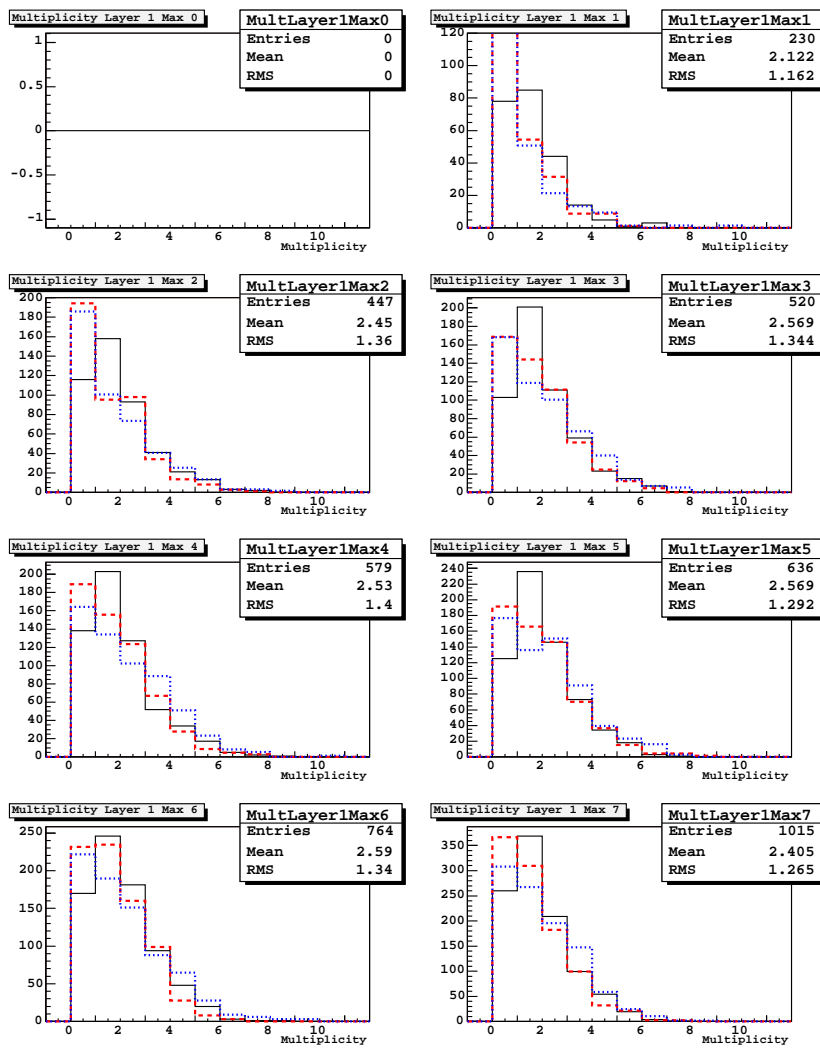 Multiplicity Layer 1 Max 0
MultLayer1Max0
Entries 0
Mean 0
RMS 0
1
0.5
0
-0.5
-1
0 2 4 6 8 10
Multiplicity
Multiplicity Layer 1 Max 1
MultLayer1Max1
Entries 230
Mean 2.122
RMS 1.162
120
100
80
60
40
20
0
0 2 4 6 8 10
Multiplicity
Multiplicity Layer 1 Max 2
MultLayer1Max2
Entries 447
Mean 2.45
RMS 1.36
200
180
160
140
120
100
80
60
40
20
0
0 2 4 6 8 10
Multiplicity
Multiplicity Layer 1 Max 3
MultLayer1Max3
Entries 520
Mean 2.569
RMS 1.344
200
180
160
140
120
100
80
60
40
20
0
0 2 4 6 8 10
Multiplicity
Multiplicity Layer 1 Max 4
MultLayer1Max4
Entries 579
Mean 2.53
RMS 1.4
200
180
160
140
120
100
80
60
40
20
0
0 2 4 6 8 10
Multiplicity
Multiplicity Layer 1 Max 5
MultLayer1Max5
Entries 636
Mean 2.569
RMS 1.292
240
220
200
180
160
140
120
100
80
60
40
20
0
0 2 4 6 8 10
Multiplicity
Multiplicity Layer 1 Max 6
MultLayer1Max6
Entries 764
Mean 2.59
RMS 1.34
250
200
150
100
50
0
0 2 4 6 8 10
Multiplicity
Multiplicity Layer 1 Max 7
MultLayer1Max7
Entries 1015
Mean 2.405
RMS 1.265
350
300
250
200
150
100
50
0
0 2 4 6 8 10
Multiplicity